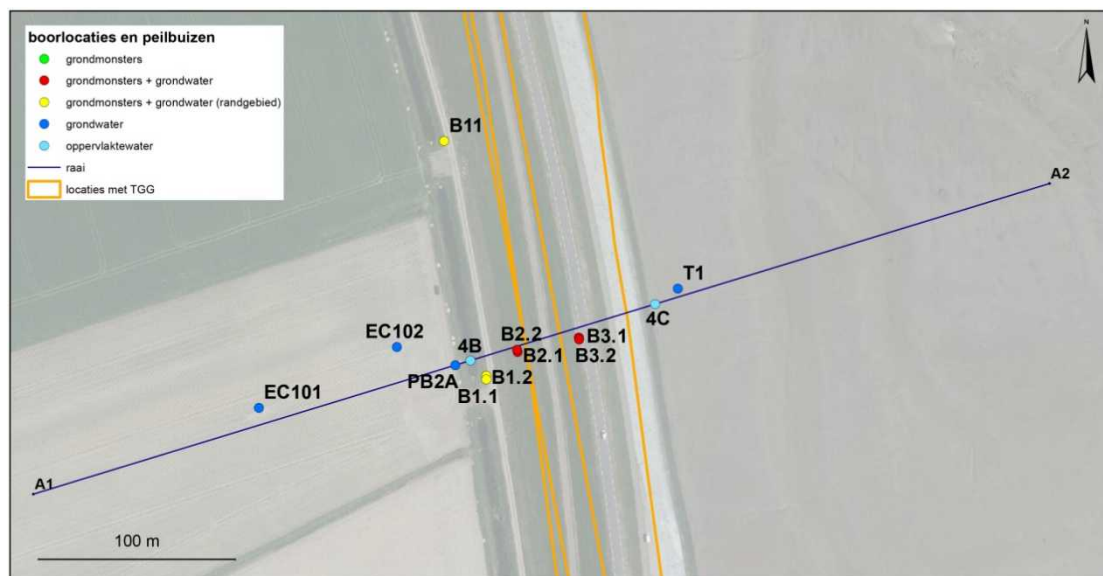 boorlocaties en peilbuizen
grondmonsters
grondmonsters + grondwater
grondmonsters + grondwater (randgebied)
grondwater
oppervlaktewater
raai
locaties met TGG
N
B11
A2
T1
4C
B2.2
B3.1
EC102
4B
B2.1
B3.2
PB2A
B1.2
EC101
B1.1
A1
100 m